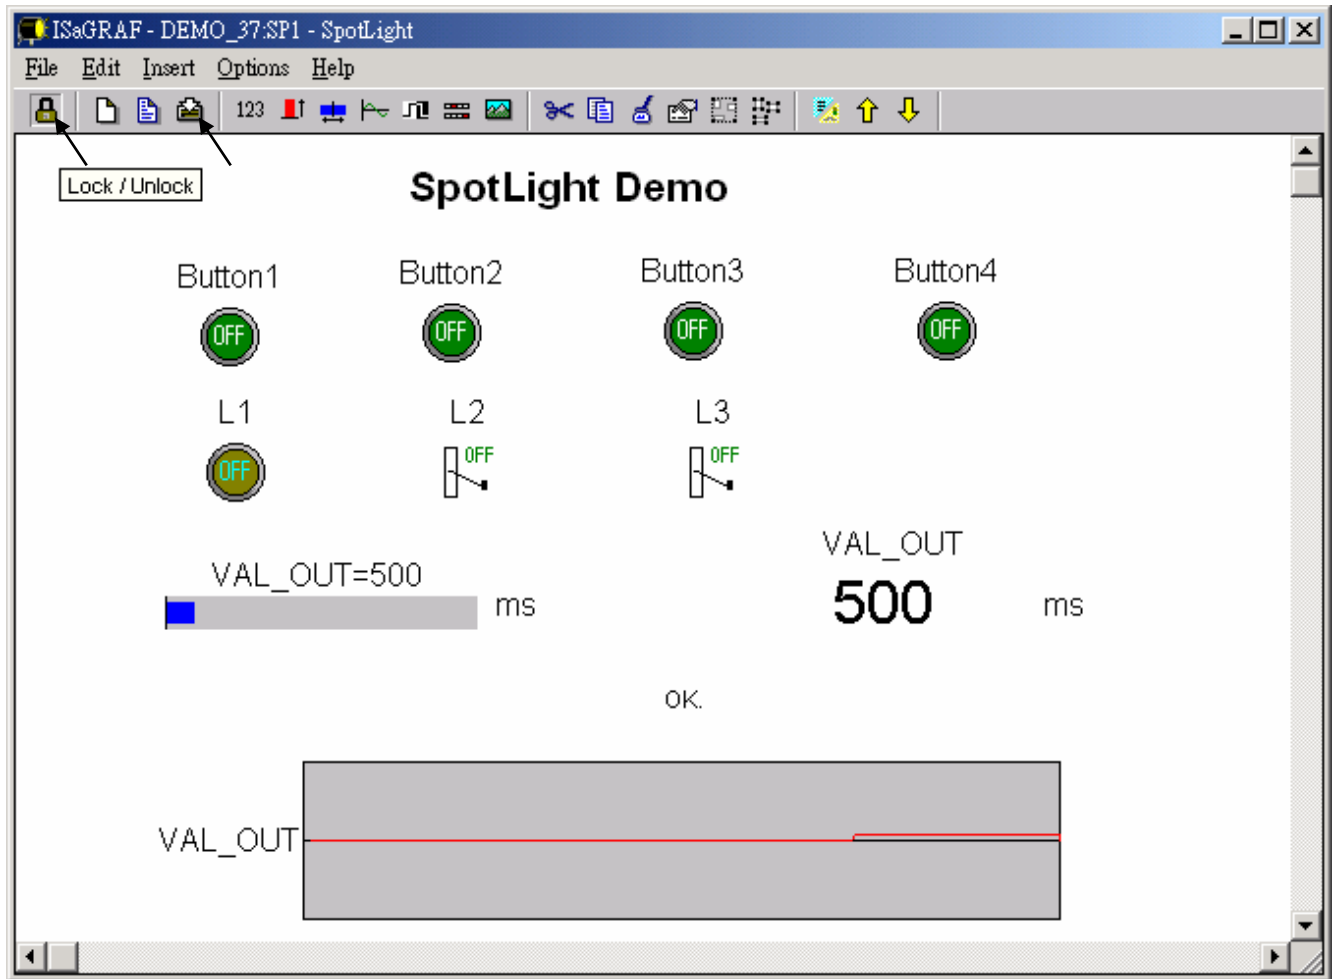 ISaGRAF - DEMO_37:SP1 - SpotLight
File Edit Insert Options Help
123
Lock / Unlock
SpotLight Demo
Button1 Button2 Button3 Button4
OFF OFF OFF OFF
L1 L2 L3
OFF OFF OFF
VAL_OUT
VAL_OUT=500
500 ms
ms
OK.
VAL_OUT